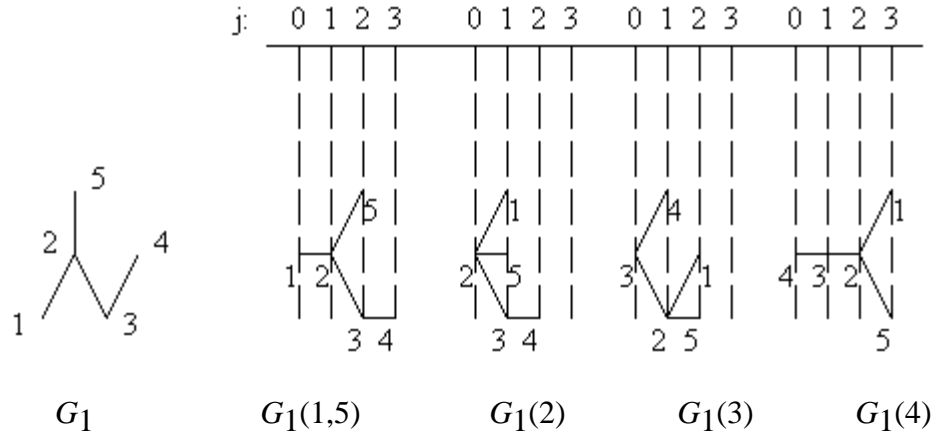 j: 0 1 2 3 0 1 2 3 0 1 2 3 0 1 2 3
5 5 1 4 1
2 4 1 2 2 5 3 1 4 3 2
1 3 3 4 3 4 2 5 5
G1 G1(1,5) G1(2) G1(3) G1(4)